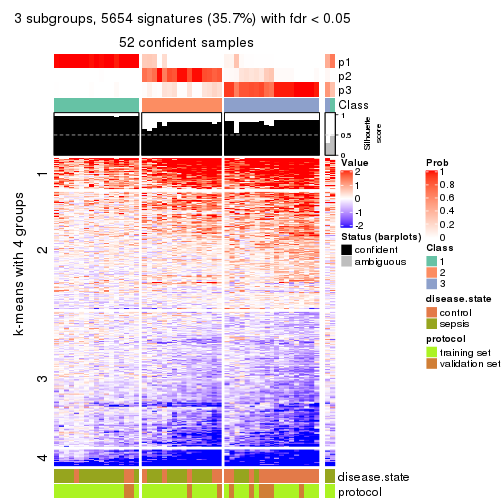 3 subgroups, 5654 signatures (35.7%) with fdr < 0.05
52 confident samples
p1
p2
p3
Class
1
0.5
0
Silhouette
score
k-means with 4 groups
1
2
3
4
disease.state
protocol
Value
2
1
0
-1
-2
Status (barplots)
confident
ambiguous
Prob
1
0.8
0.6
0.4
0.2
0
Class
1
2
3
disease.state
control
sepsis
protocol
training set
validation set